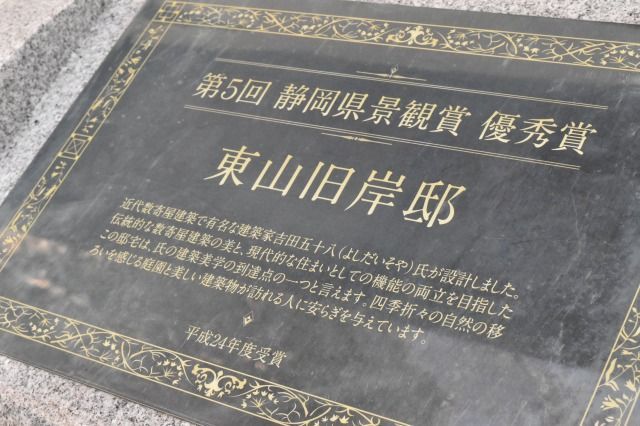 第5回 静岡県景観賞 優秀賞
東山旧岸邸
近代数寄屋建築で有名な建築家吉田五十八（よしだいそや）氏が設計しました。
伝統的な数寄屋建築の美と、現代的な住まいとしての機能の両立を目指した
この邸宅は、氏の建築美学の到達点の一つと言えます。四季折々の自然の移
ろいを感じる庭園と美しい建築物が訪れる人に安らぎを与えています。
平成24年度受賞